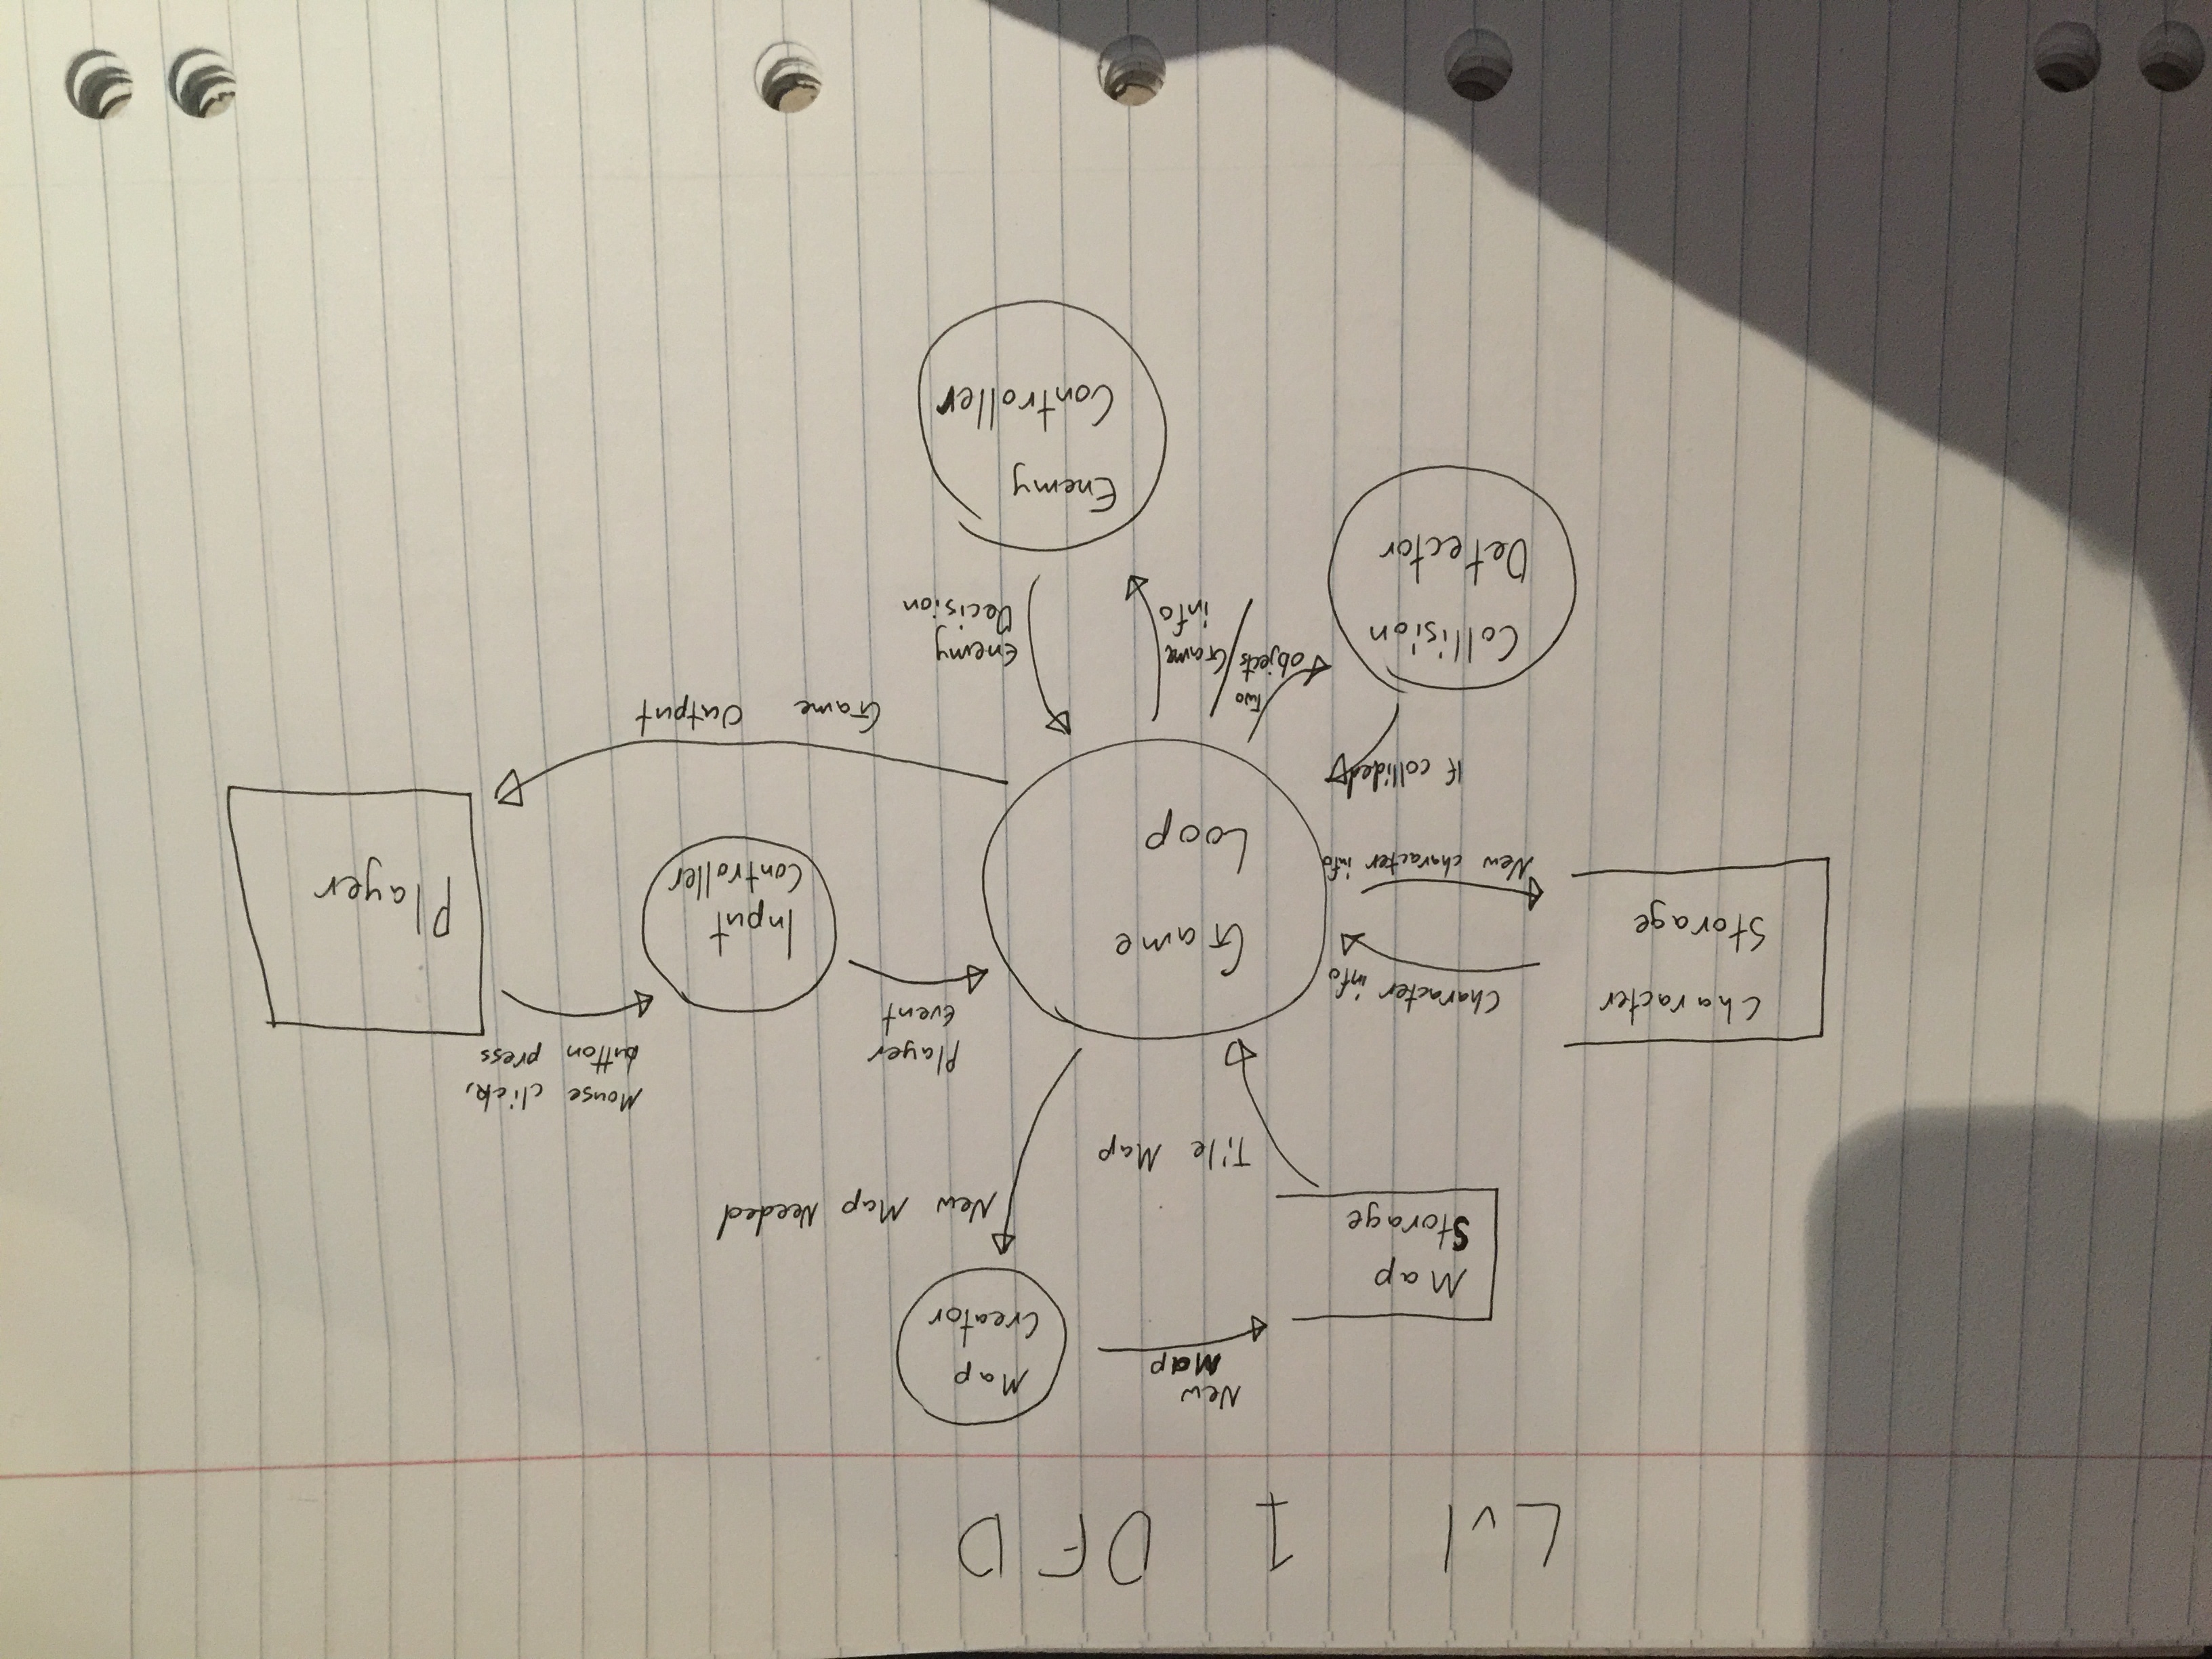 Lvl 1 DFD
New
Map
Map
Creator
Map
Storage
New Map Needed
Tile Map
Mouse click,
button press
Player
Event
Character info
Character
Storage
New character info
Game
Loop
Input
Controller
Player
If collided
Two
objects
Game
info
Enemy
Decision
Game Output
Collision
Detector
Enemy
Controller